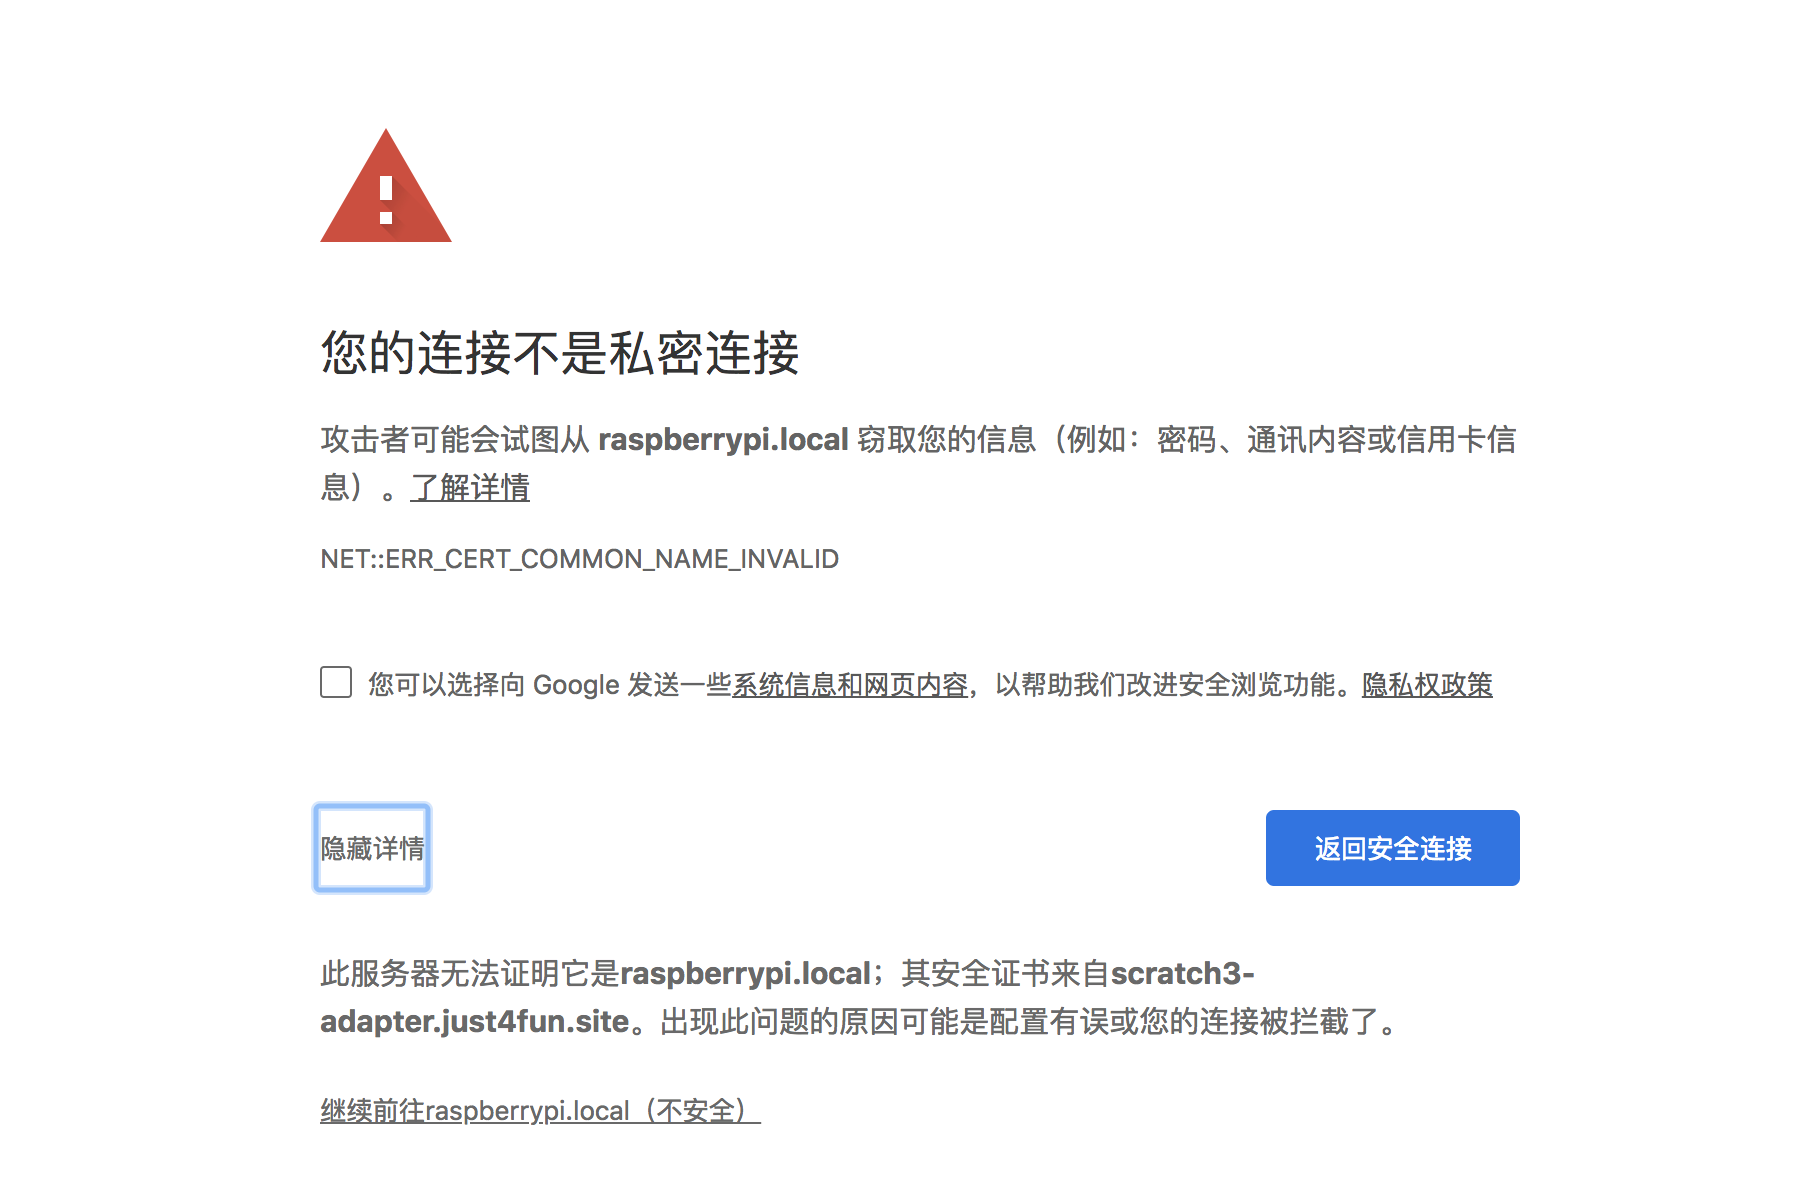 您的连接不是私密连接
攻击者可能会试图从 raspberrypi.local 窃取您的信息（例如：密码、通讯内容或信用卡信
息）。了解详情
NET::ERR_CERT_COMMON_NAME_INVALID
您可以选择向 Google 发送一些系统信息和网页内容，以帮助我们改进安全浏览功能。隐私权政策
隐藏详情
返回安全连接
此服务器无法证明它是raspberrypi.local；其安全证书来自scratch3-
adapter.just4fun.site。出现此问题的原因可能是配置有误或您的连接被拦截了。
继续前往raspberrypi.local（不安全）